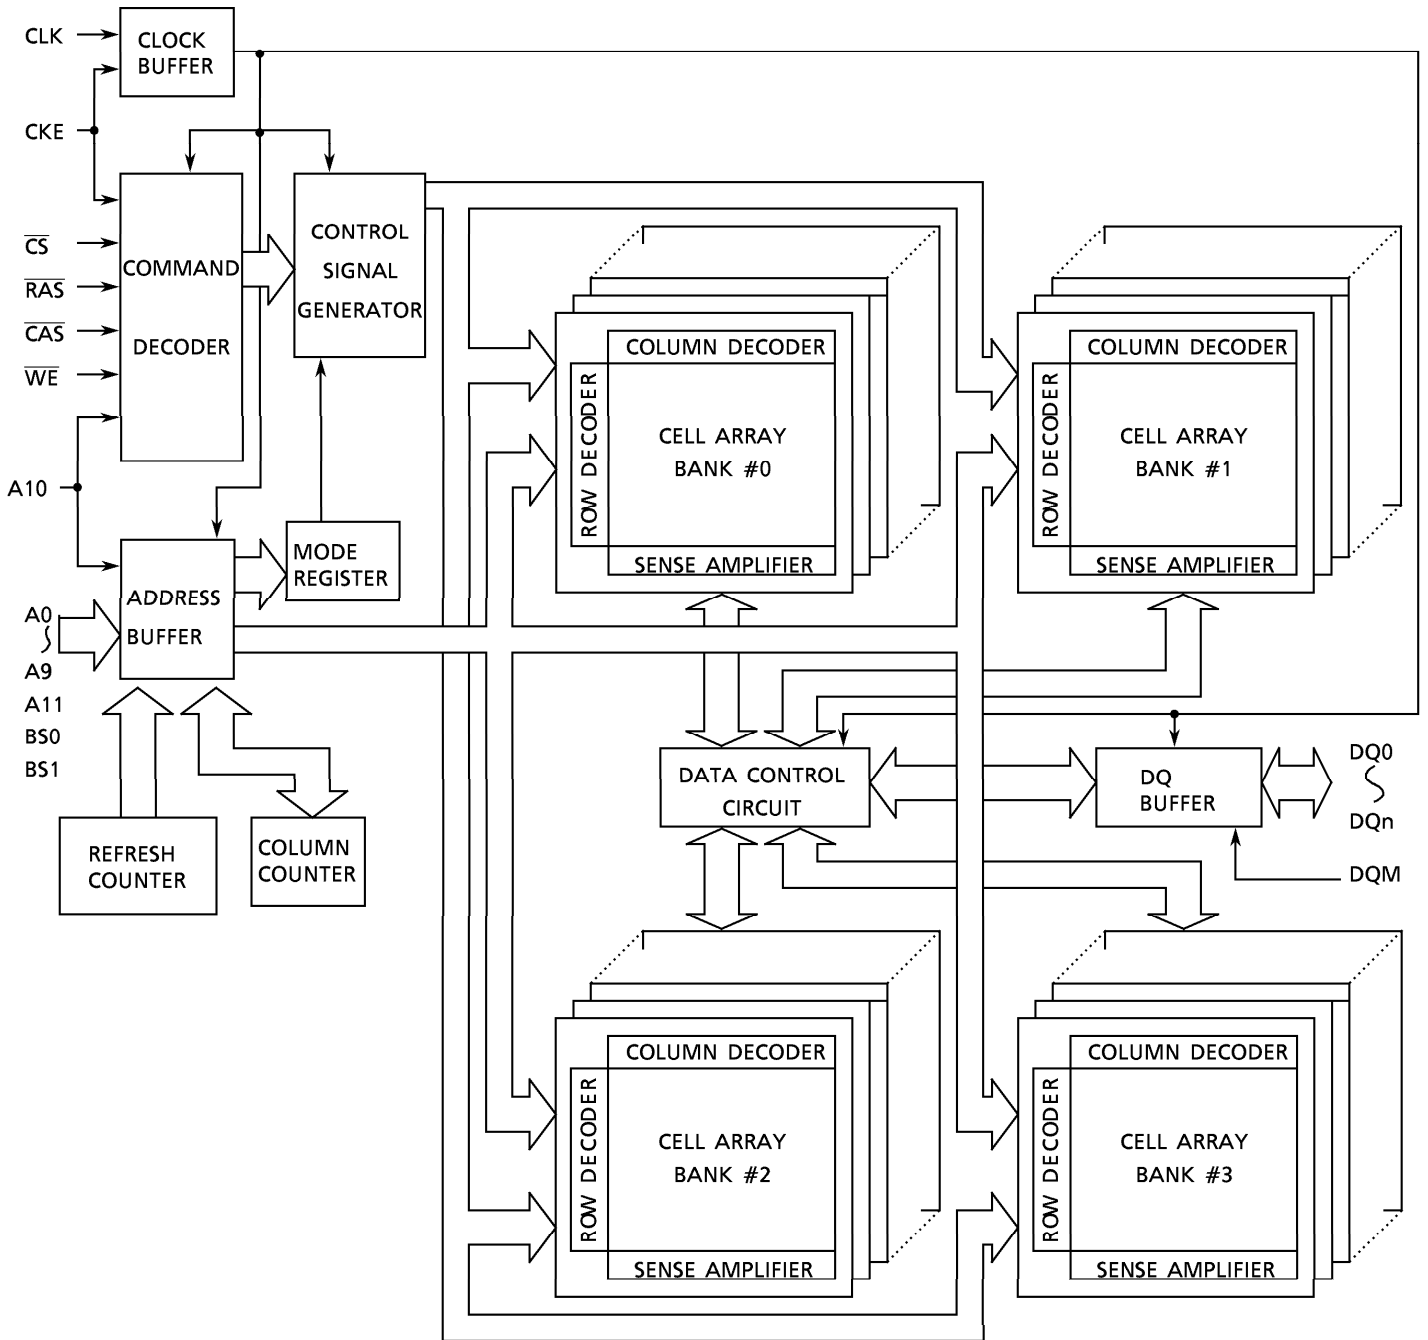 CLK
CLOCK
BUFFER
CKE
CS
RAS
CAS
WE
COMMAND
DECODER
CONTROL
SIGNAL
GENERATOR
A10
MODE
REGISTER
ADDRESS
BUFFER
A0
A9
A11
BS0
BS1
REFRESH
COUNTER
COLUMN
COUNTER
COLUMN DECODER
ROW DECODER
CELL ARRAY
BANK #0
SENSE AMPLIFIER
COLUMN DECODER
ROW DECODER
CELL ARRAY
BANK #1
SENSE AMPLIFIER
DATA CONTROL
CIRCUIT
DQ
BUFFER
DQ0
DQn
DQM
COLUMN DECODER
ROW DECODER
CELL ARRAY
BANK #2
SENSE AMPLIFIER
COLUMN DECODER
ROW DECODER
CELL ARRAY
BANK #3
SENSE AMPLIFIER